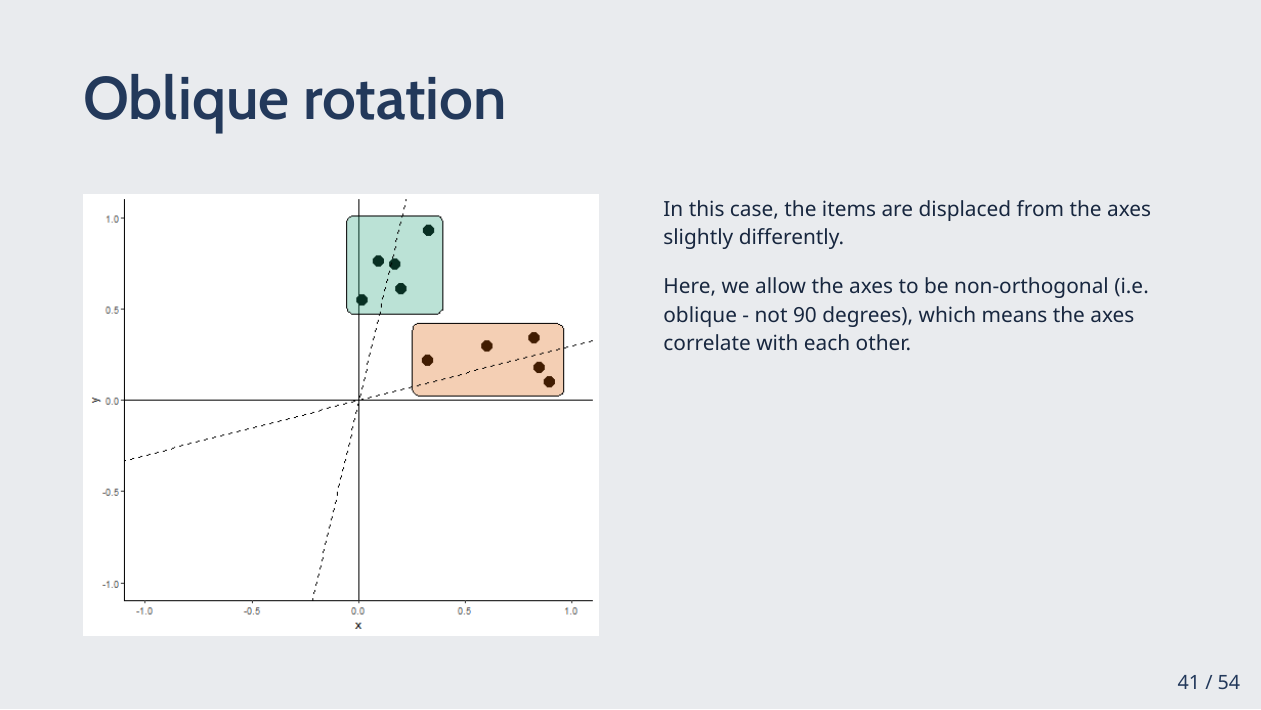 Oblique rotation
1.0
0.5
0.0
-0.5
-1.0
y
-1.0
-0.5
0.0
0.5
1.0
x
In this case, the items are displaced from the axes
slightly differently.
Here, we allow the axes to be non-orthogonal (i.e.
oblique - not 90 degrees), which means the axes
correlate with each other.
41 / 54